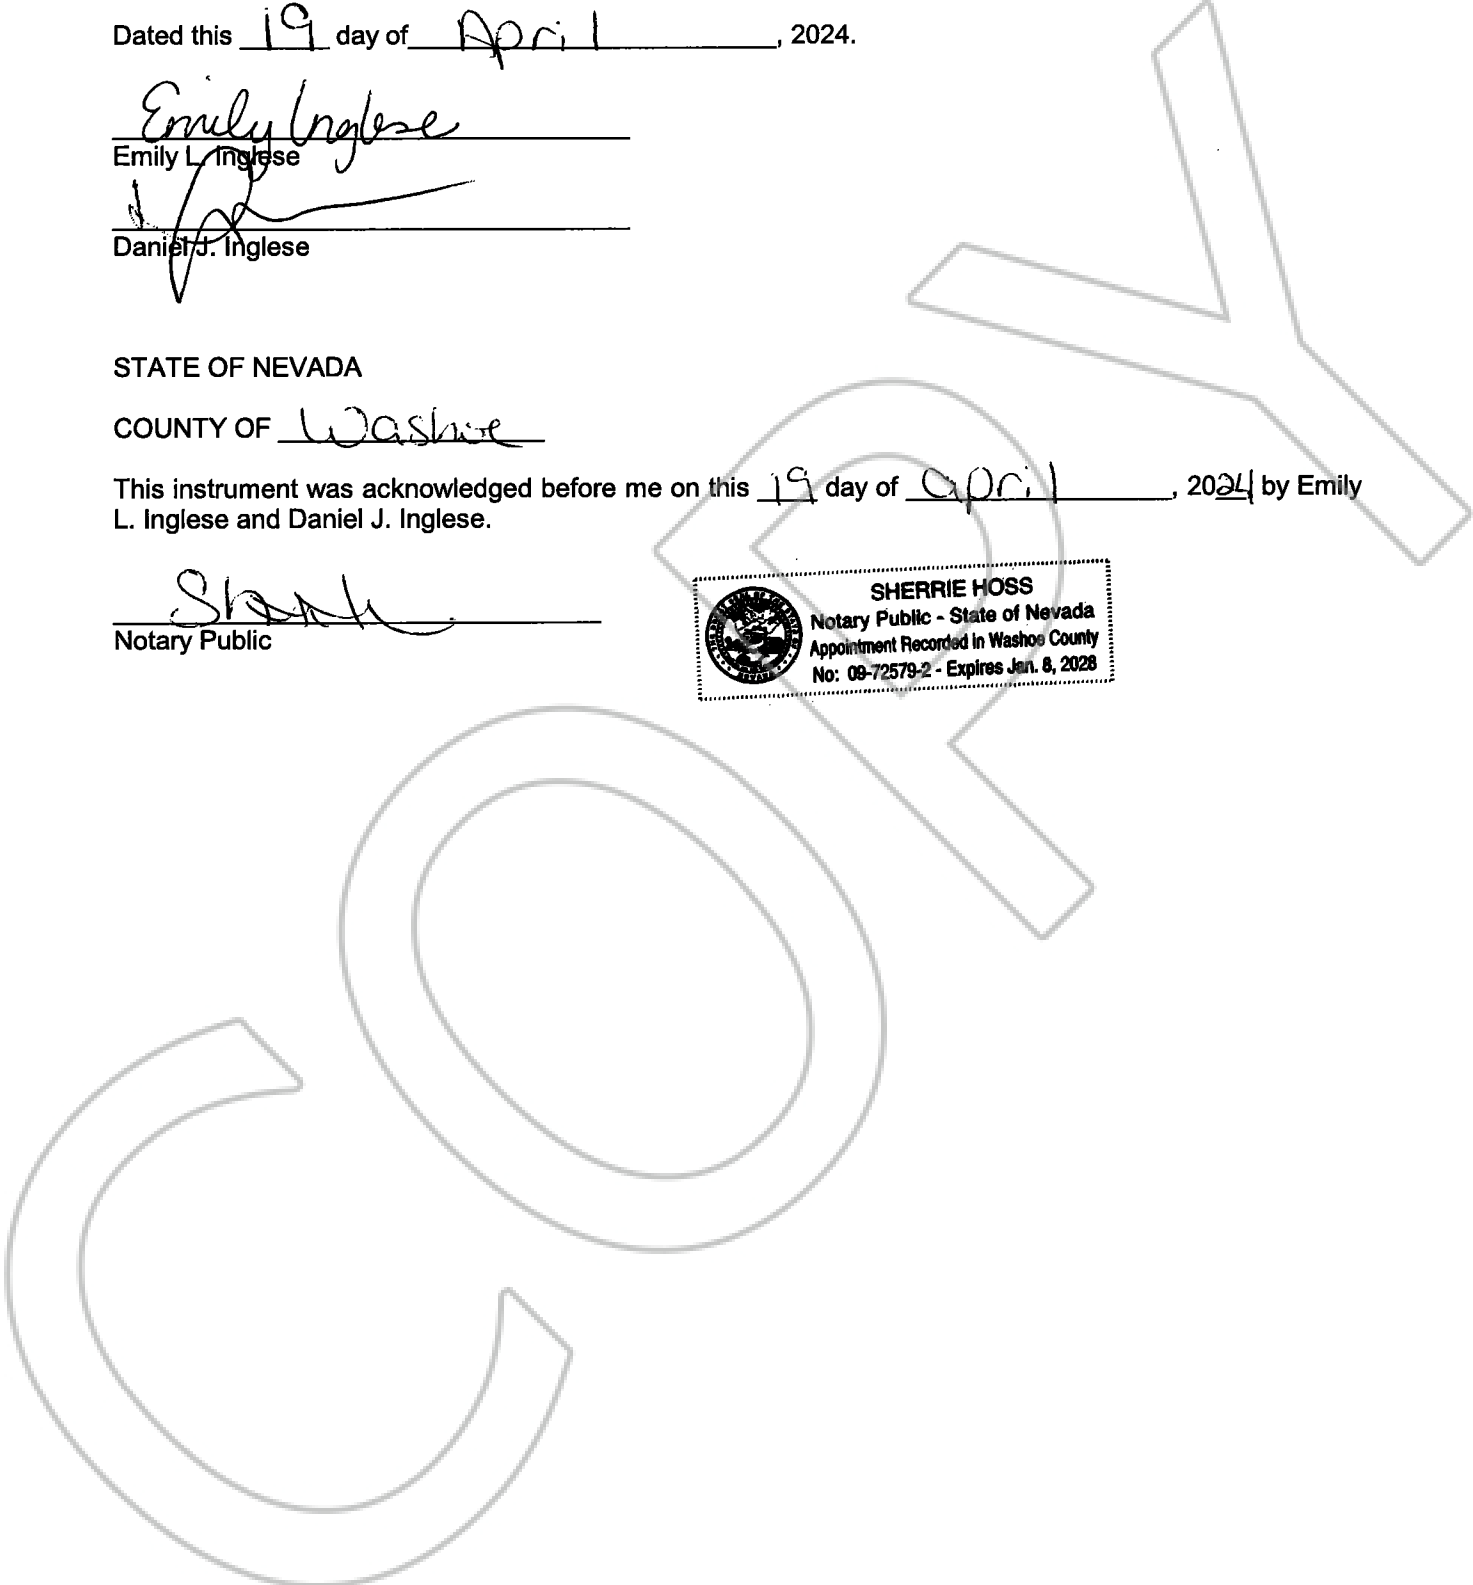 Dated this 19 day of April, 2024.
Emily Inglese
Emily L. Inglese
Daniel J. Inglese
STATE OF NEVADA
COUNTY OF Washoe
This instrument was acknowledged before me on this 19 day of april, 2024 by Emily
L. Inglese and Daniel J. Inglese.
Notary Public
SHERRIE HOSS
Notary Public - State of Nevada
Appointment Recorded in Washoe County
No: 09-72579-2 - Expires Jan. 8, 2028
COPY